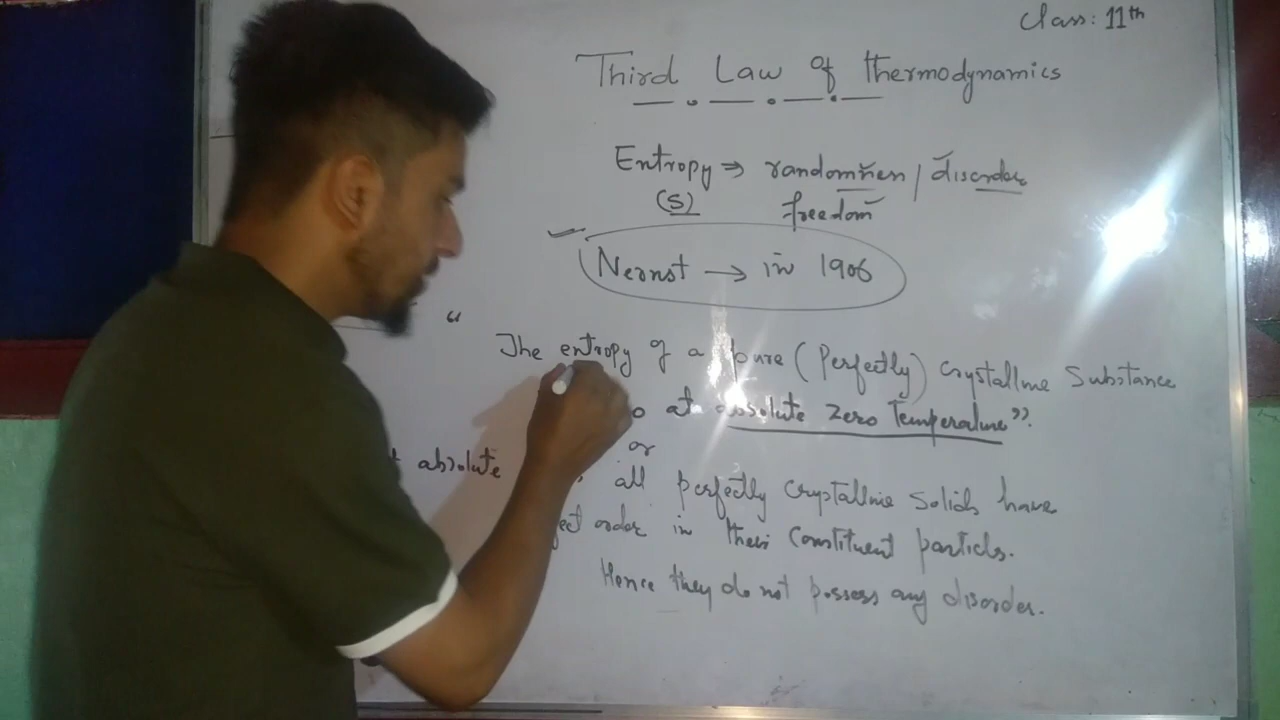 Class: 11th
Third Law of thermodynamics
Entropy ⇒ randomnen / disorder
(S) freedom
Nernst → in 1906
“ The entropy of a pure (Perfectly) Crystalline Substance
at absolute Zero Temperature”.
or
absolute all perfectly crystalline solids have
order in their Constituent particls.
Hence they do not possess any disorder.